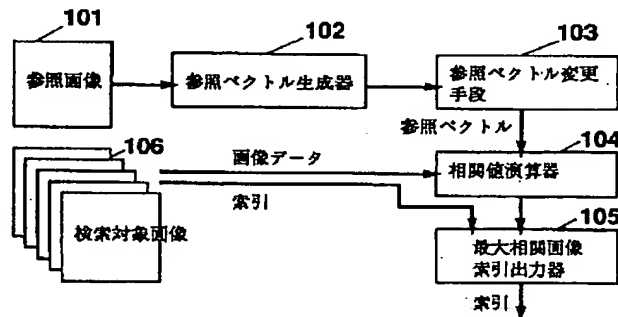 101
参照画像
102
参照ベクトル生成器
103
参照ベクトル変更
手段
参照ベクトル
106
検索対象画像
画像データ
索引
104
相関値演算器
105
最大相関画像
索引出力器
索引